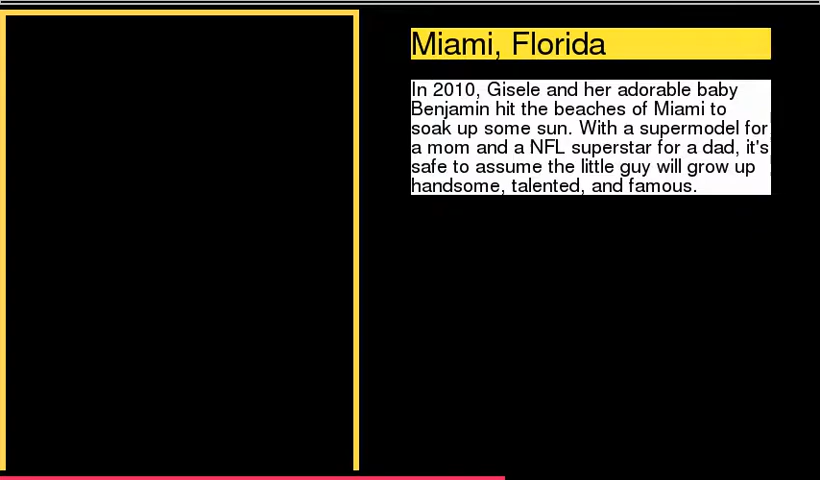 Miami, Florida
In 2010, Gisele and her adorable baby
Benjamin hit the beaches of Miami to
soak up some sun. With a supermodel for
a mom and a NFL superstar for a dad, it's
safe to assume the little guy will grow up
handsome, talented, and famous.